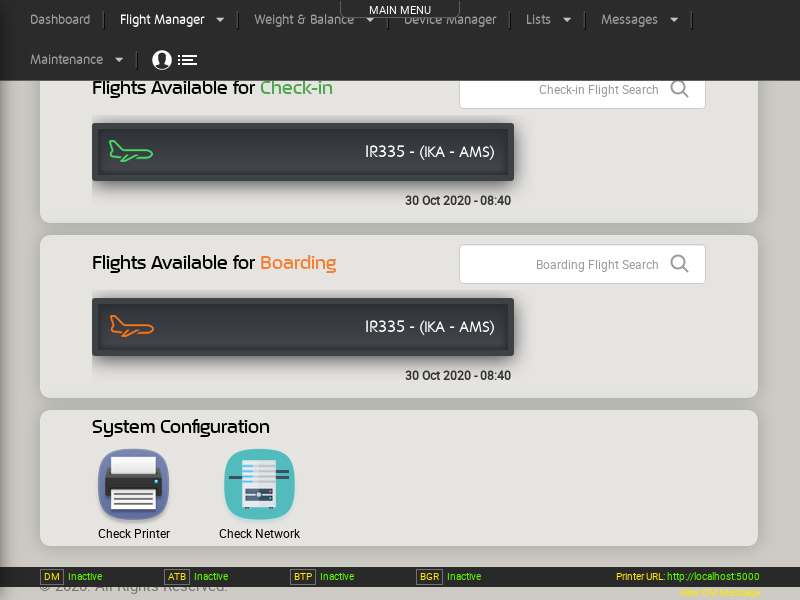 MAIN MENU
Dashboard Flight Manager Weight & Balance Device Manager Lists Messages
Maintenance
Flights Available for Check-in
Check-in Flight Search
IR335 - (IKA - AMS)
30 Oct 2020 - 08:40
Flights Available for Boarding
Boarding Flight Search
IR335 - (IKA - AMS)
30 Oct 2020 - 08:40
System Configuration
Check Printer Check Network
DM Inactive ATB Inactive BTP Inactive BGR Inactive Printer URL: http://localhost:5000
© 2020. All Rights Reserved.